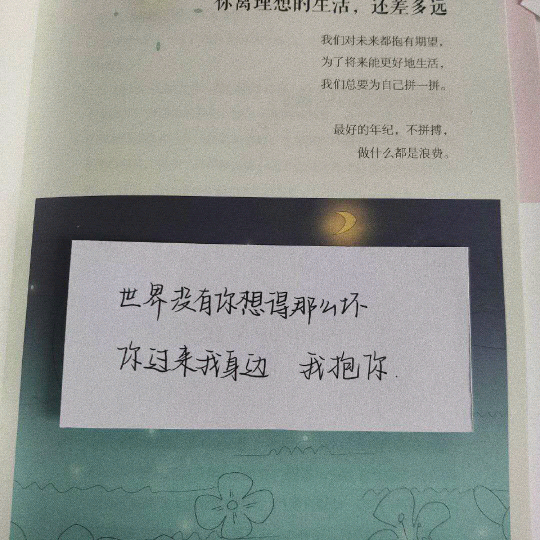 你离理想的生活，还差多远
我们对未来都抱有期望，
为了将来能更好地生活，
我们总要为自己拼一拼。
最好的年纪，不拼搏，
做什么都是浪费。
世界没有你想得那么坏
你过来我身边 我抱你.